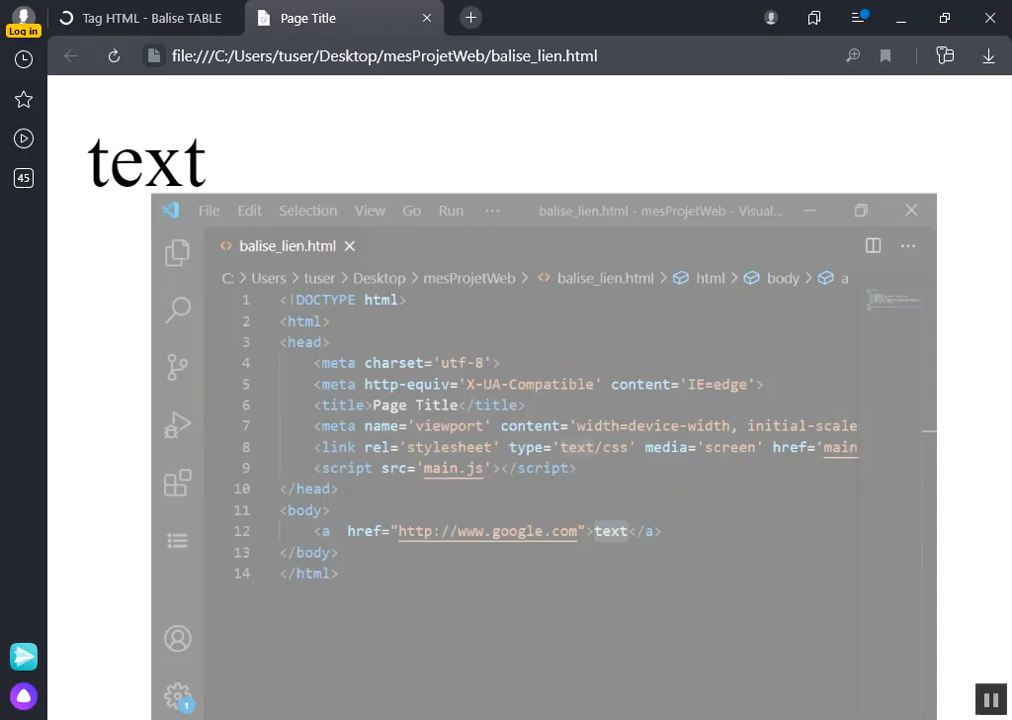 Log in
Tag HTML - Balise TABLE
Page Title
file:///C:/Users/tuser/Desktop/mesProjetWeb/balise_lien.html
45
text
File Edit Selection View Go Run ··· balise_lien.html - mesProjetWeb - Visual...
balise_lien.html
C: > Users > tuser > Desktop > mesProjetWeb > balise_lien.html > html > body > a
1 <!DOCTYPE html>
2 <html>
3 <head>
4 <meta charset='utf-8'>
5 <meta http-equiv='X-UA-Compatible' content='IE=edge'>
6 <title>Page Title</title>
7 <meta name='viewport' content='width=device-width, initial-scale
8 <link rel='stylesheet' type='text/css' media='screen' href='main
9 <script src='main.js'></script>
10 </head>
11 <body>
12 <a  href="http://www.google.com">text</a>
13 </body>
14 </html>
1